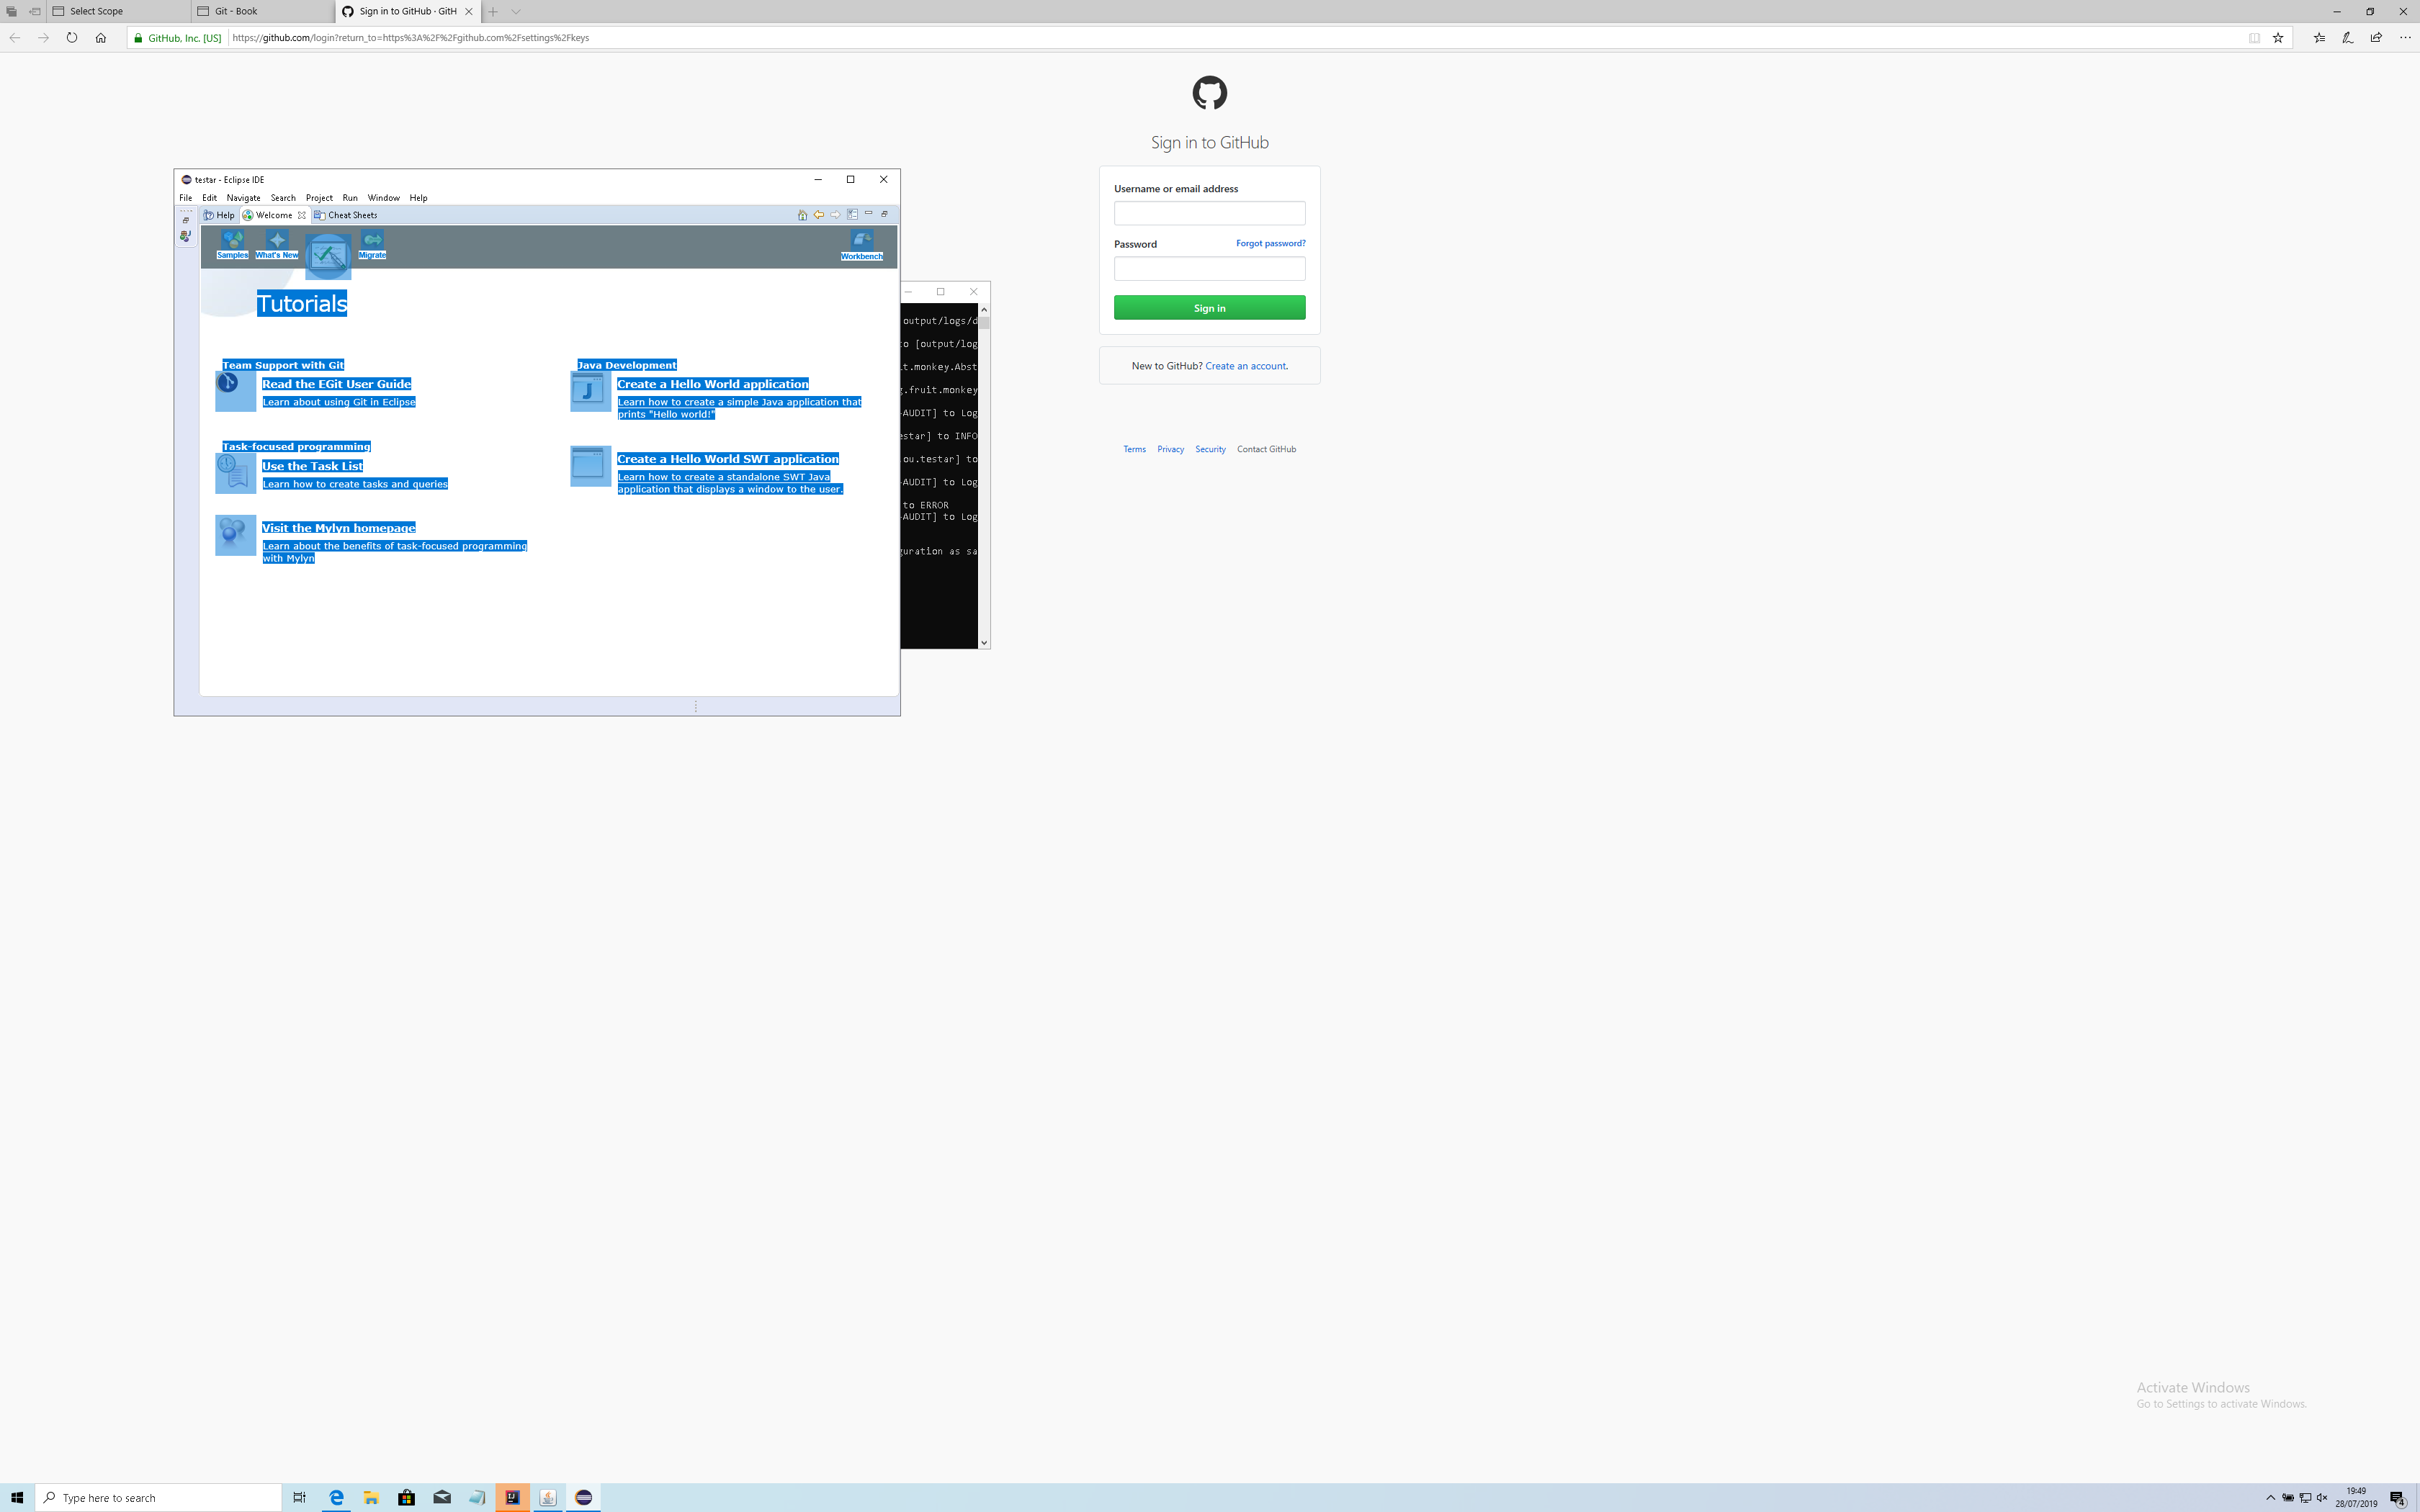 Select Scope
Git - Book
Sign in to GitHub · GitH
GitHub, Inc. [US]
https://github.com/login?return_to=https%3A%2F%2Fgithub.com%2Fsettings%2Fkeys
Sign in to GitHub
Username or email address
Password
Forgot password?
Sign in
New to GitHub? Create an account.
Terms
Privacy
Security
Contact GitHub
testar - Eclipse IDE
File
Edit
Navigate
Search
Project
Run
Window
Help
Help
Welcome
Cheat Sheets
Samples
What's New
Migrate
Workbench
Tutorials
Team Support with Git
Read the EGit User Guide
Learn about using Git in Eclipse
Task-focused programming
Use the Task List
Learn how to create tasks and queries
Visit the Mylyn homepage
Learn about the benefits of task-focused programming
with Mylyn
Java Development
Create a Hello World application
Learn how to create a simple Java application that
prints "Hello world!"
Create a Hello World SWT application
Learn how to create a standalone SWT Java
application that displays a window to the user.
output/logs/d
to [output/log
it.monkey.Abst
g.fruit.monkey
-AUDIT] to Log
estar] to INFO
ou.testar] to
-AUDIT] to Log
to ERROR
-AUDIT] to Log
guration as sa
Activate Windows
Go to Settings to activate Windows.
Type here to search
19:49
28/07/2019
4